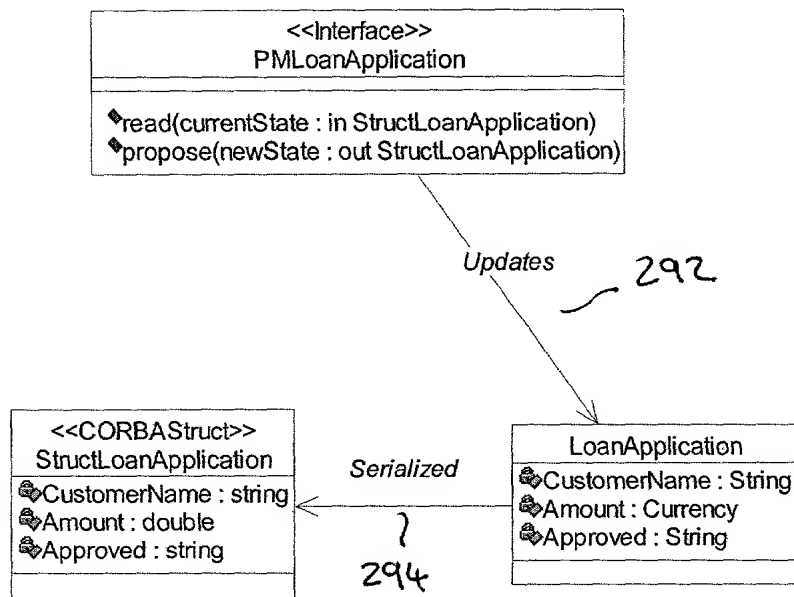 <<Interface>>
PMLoanApplication
read(currentState : in StructLoanApplication)
propose(newState : out StructLoanApplication)
Updates
292
<<CORBAStruct>>
StructLoanApplication
CustomerName : string
Amount : double
Approved : string
Serialized
294
LoanApplication
CustomerName : String
Amount : Currency
Approved : String